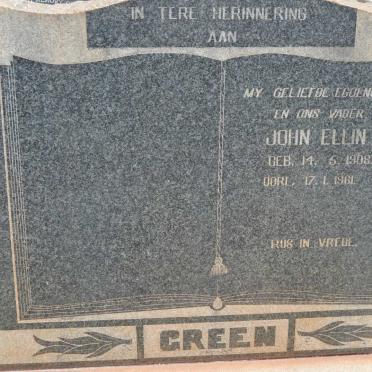 IN TERE HERINNERING
AAN
MY GELIEFDE EGGEN
EN ONS VADER
JOHN ELLIN
GEB. 14. 6. 1908
OORL. 17. 1. 1961
RUS IN VREDE.
GREEN